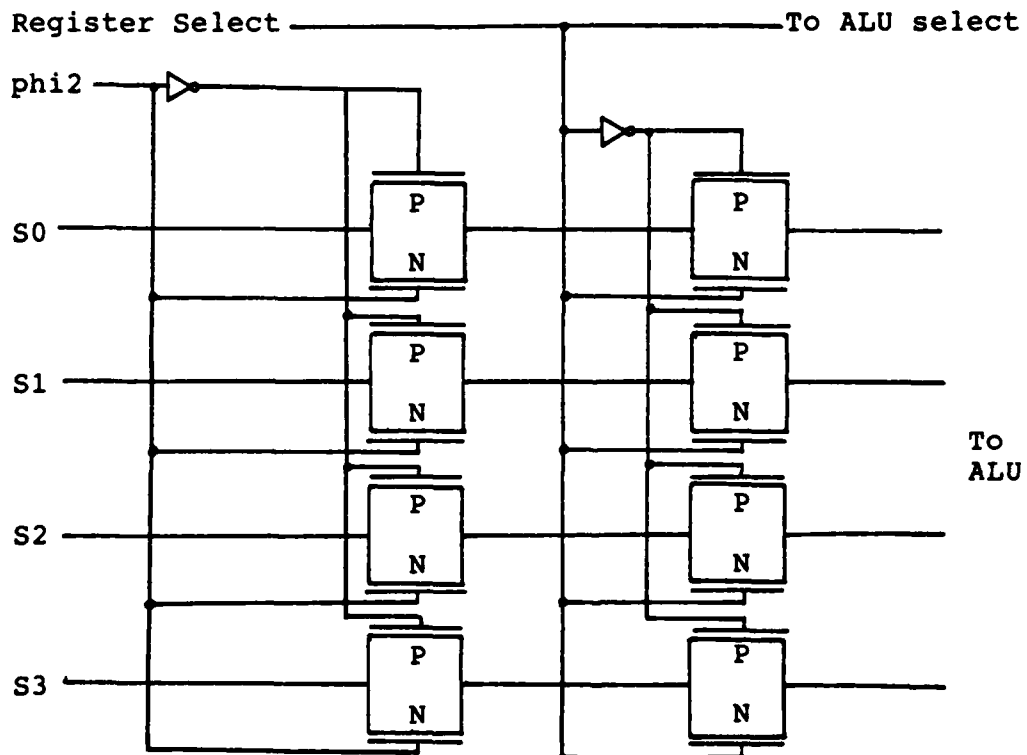 Register Select To ALU select
phi2
P P
S0
N N
P P
S1
N N
To
ALU
P P
S2
N N
P P
S3
N N